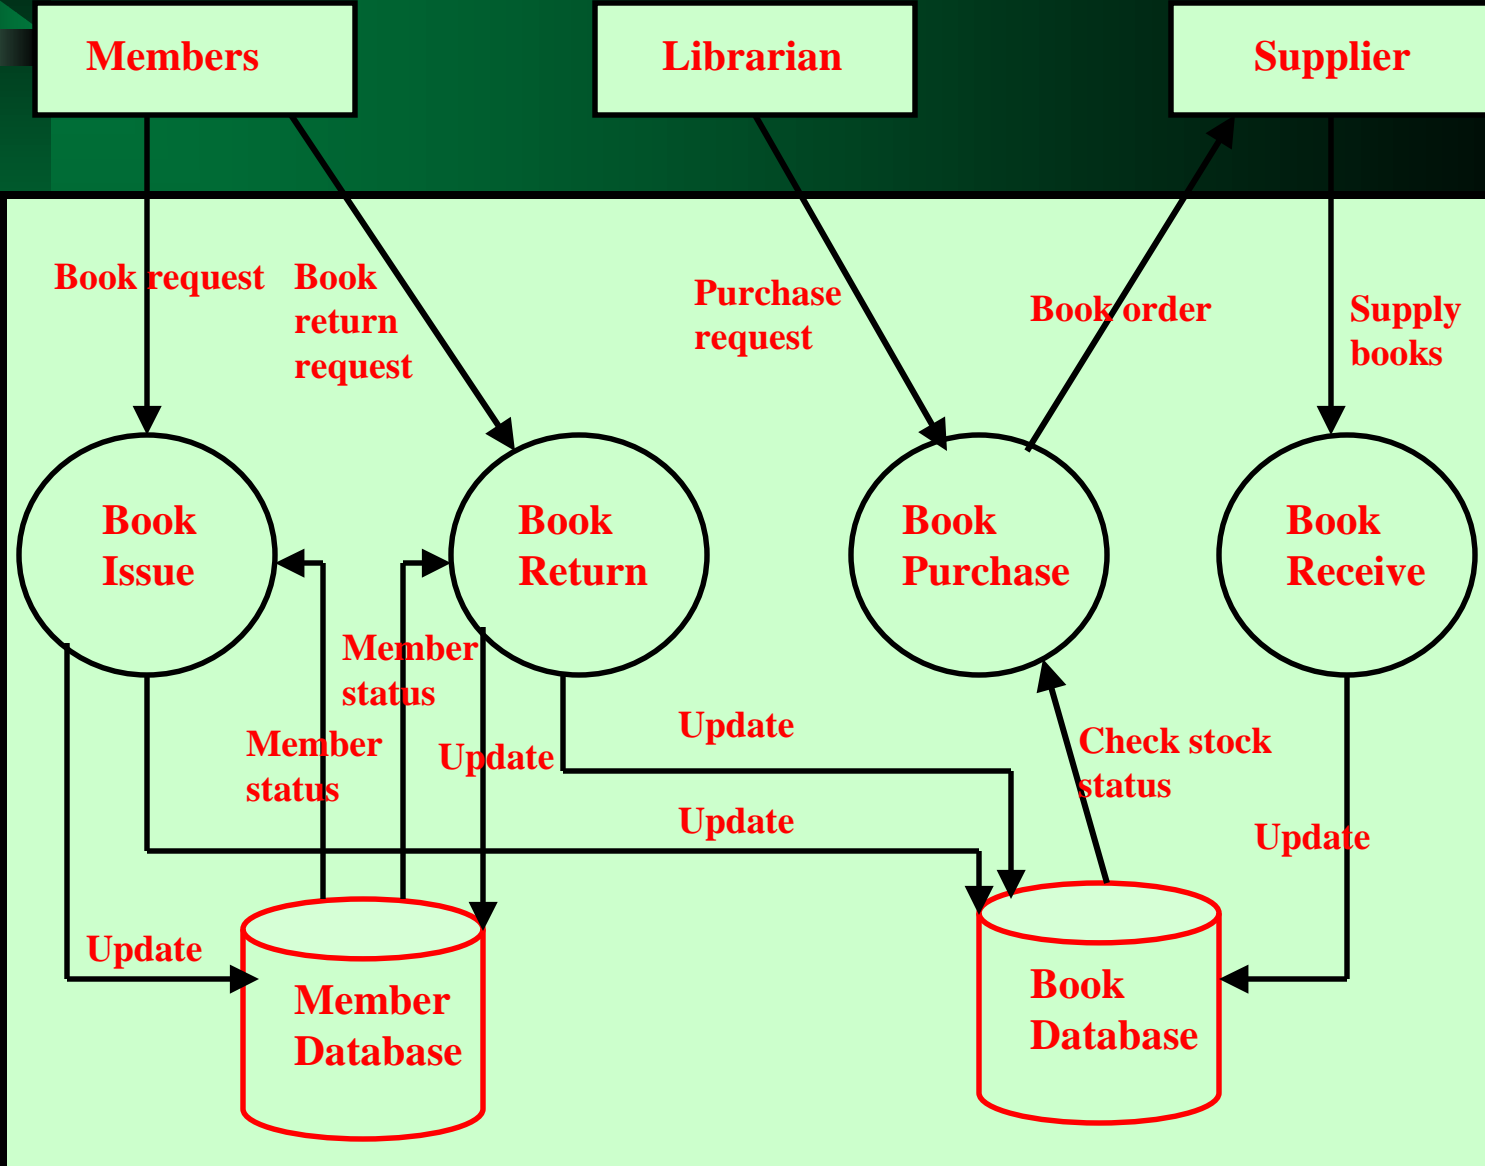 Members
Librarian
Supplier
Book request
Book
return
request
Purchase
request
Book order
Supply
books
Book
Issue
Book
Return
Book
Purchase
Book
Receive
Member
status
Member
status
Update
Update
Update
Check stock
status
Update
Update
Member
Database
Book
Database